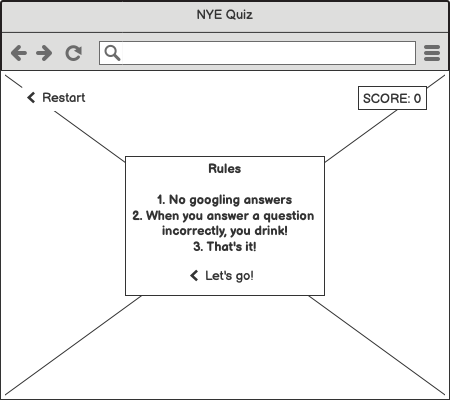 NYE Quiz
Restart
SCORE: 0
Rules
1. No googling answers
2. When you answer a question
incorrectly, you drink!
3. That's it!
Let's go!